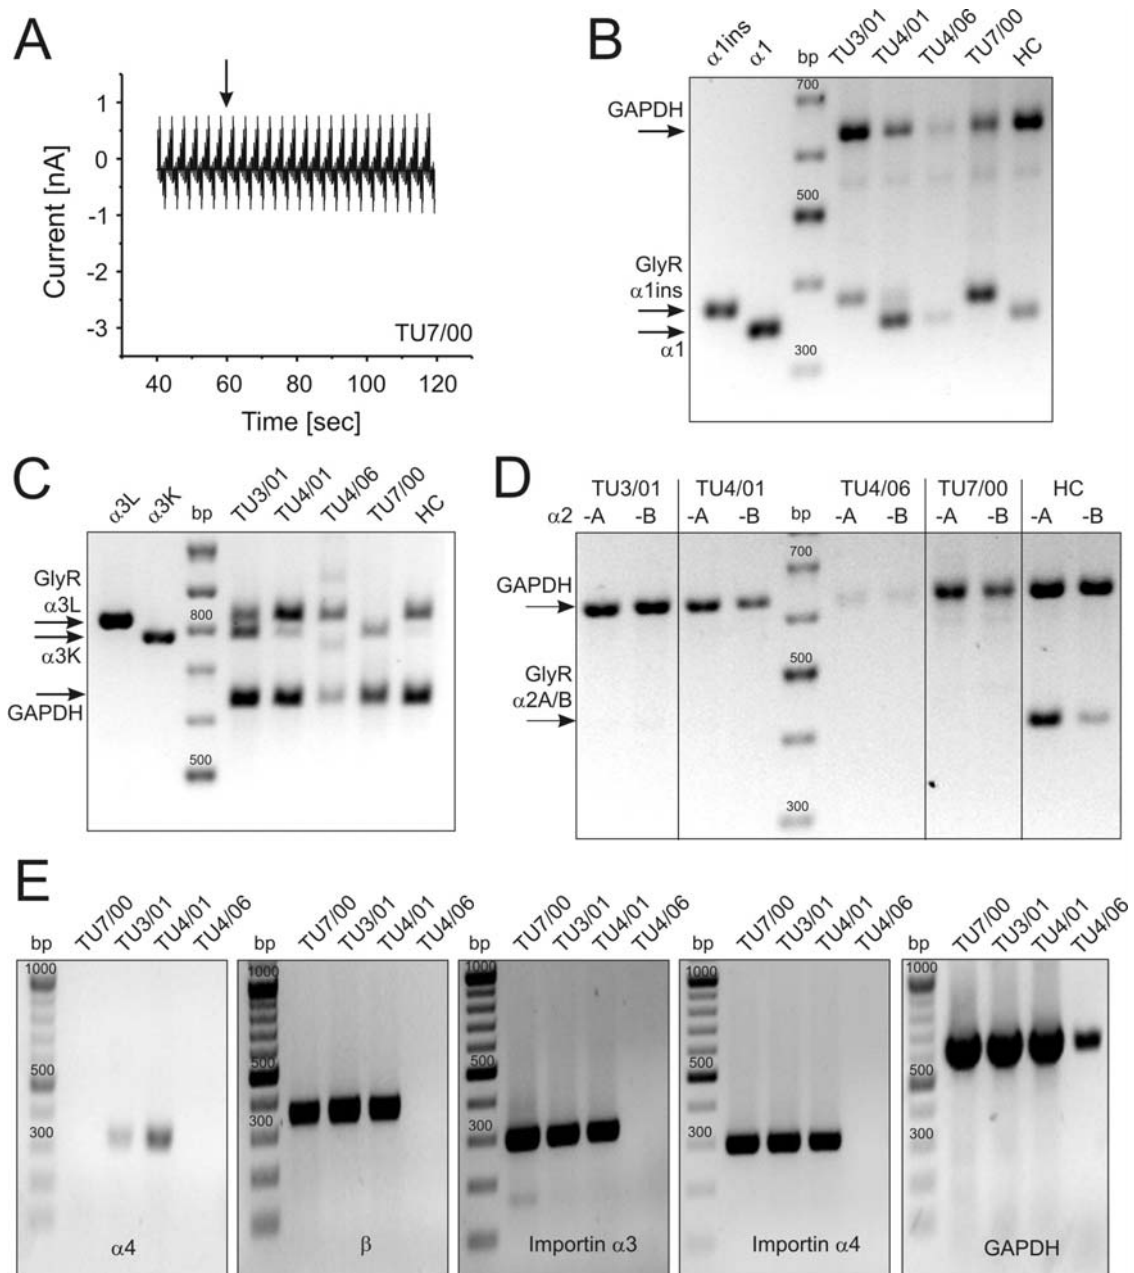 A
1
0
-1
-2
-3
Current [nA]
TU7/00
40 60 80 100 120
Time [sec]
B
α1ins α1 bp TU3/01 TU4/01 TU4/06 TU7/00 HC
700
GAPDH
500
GlyR
α1ins
α1
300
C
α3L α3K bp TU3/01 TU4/01 TU4/06 TU7/00 HC
GlyR
α3L
800
α3K
GAPDH
500
D
TU3/01 TU4/01 TU4/06 TU7/00 HC
α2 -A -B -A -B bp -A -B -A -B -A -B
700
GAPDH
500
GlyR
α2A/B
300
E
bp TU7/00 TU3/01 TU4/01 TU4/06
1000
500
300
α4
bp TU7/00 TU3/01 TU4/01 TU4/06
1000
500
300
β
bp TU7/00 TU3/01 TU4/01 TU4/06
1000
500
300
Importin α3
bp TU7/00 TU3/01 TU4/01 TU4/06
1000
500
300
Importin α4
bp TU7/00 TU3/01 TU4/01 TU4/06
1000
500
300
GAPDH